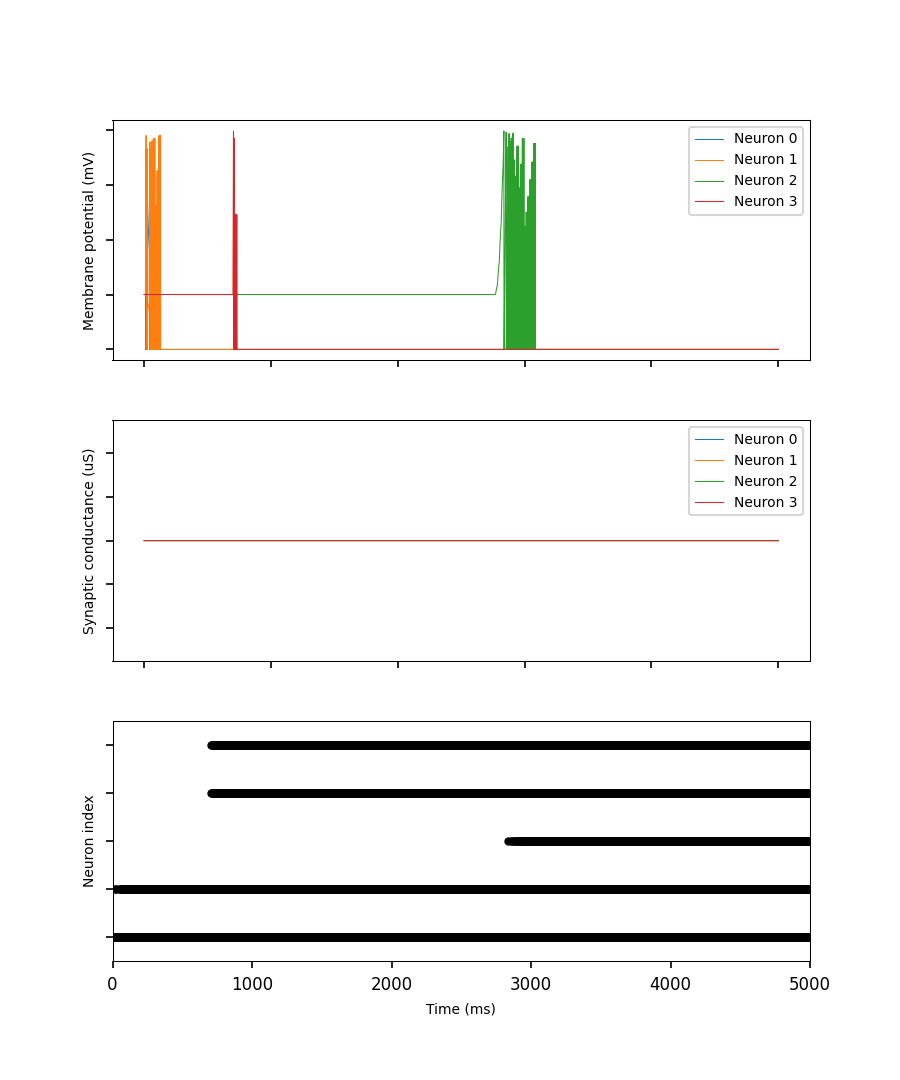 Membrane potential (mV)
Neuron 0
Neuron 1
Neuron 2
Neuron 3
Synaptic conductance (uS)
Neuron 0
Neuron 1
Neuron 2
Neuron 3
Neuron index
0 1000 2000 3000 4000 5000
Time (ms)